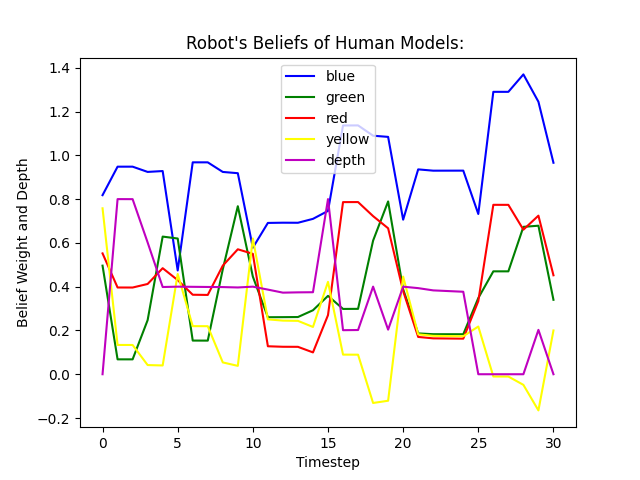 Robot's Beliefs of Human Models:
Belief Weight and Depth
1.4
1.2
1.0
0.8
0.6
0.4
0.2
0.0
−0.2
blue
green
red
yellow
depth
0 5 10 15 20 25 30
Timestep